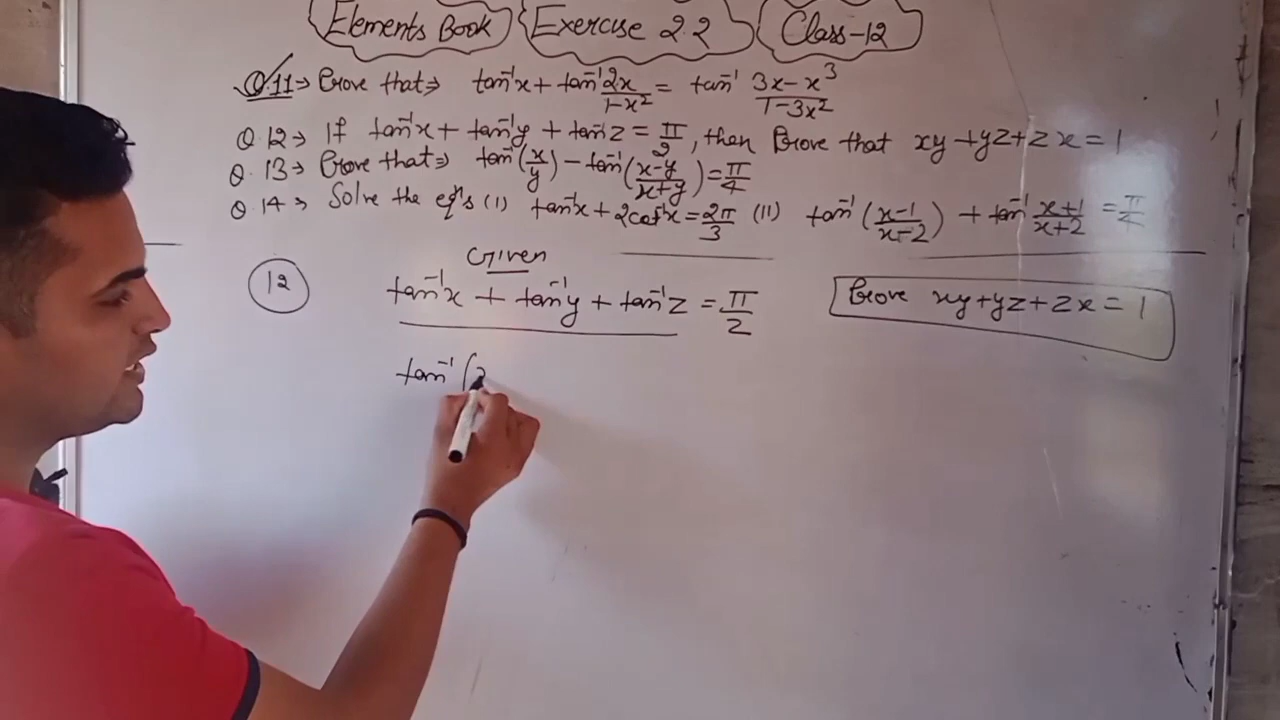 Elements Book Exercise 2.2 Class-12
Q.11⇒ Prove that⇒ tan⁻¹x + tan⁻¹ 2x/1-x² = tan⁻¹ 3x-x³/1-3x²
Q.12⇒ If tan⁻¹x + tan⁻¹y + tan⁻¹z = π/2, then Prove that xy+yz+zx=1
Q.13⇒ Prove that⇒ tan⁻¹(x/y) - tan⁻¹(x-y/x+y) = π/4
Q.14⇒ Solve the eqⁿs (I) tan⁻¹x + 2cot⁻¹x = 2π/3 (II) tan⁻¹(x-1/x-2) + tan⁻¹ x+1/x+2 = π/4
Given
12 tan⁻¹x + tan⁻¹y + tan⁻¹z = π/2
Prove xy+yz+zx=1
tan⁻¹(